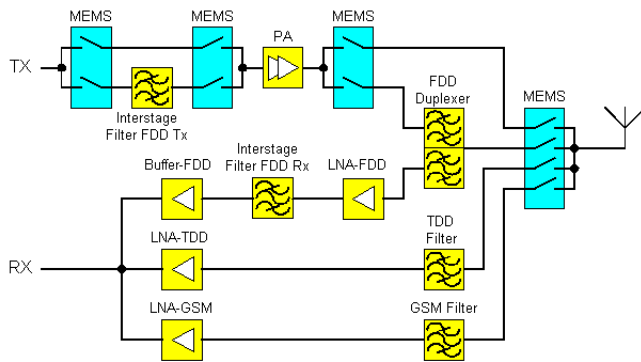 MEMS
MEMS
PA
MEMS
TX
FDD
Duplexer
MEMS
Interstage
Filter FDD Tx
Interstage
Filter FDD Rx
Buffer-FDD
LNA-FDD
LNA-TDD
TDD
Filter
RX
LNA-GSM
GSM Filter